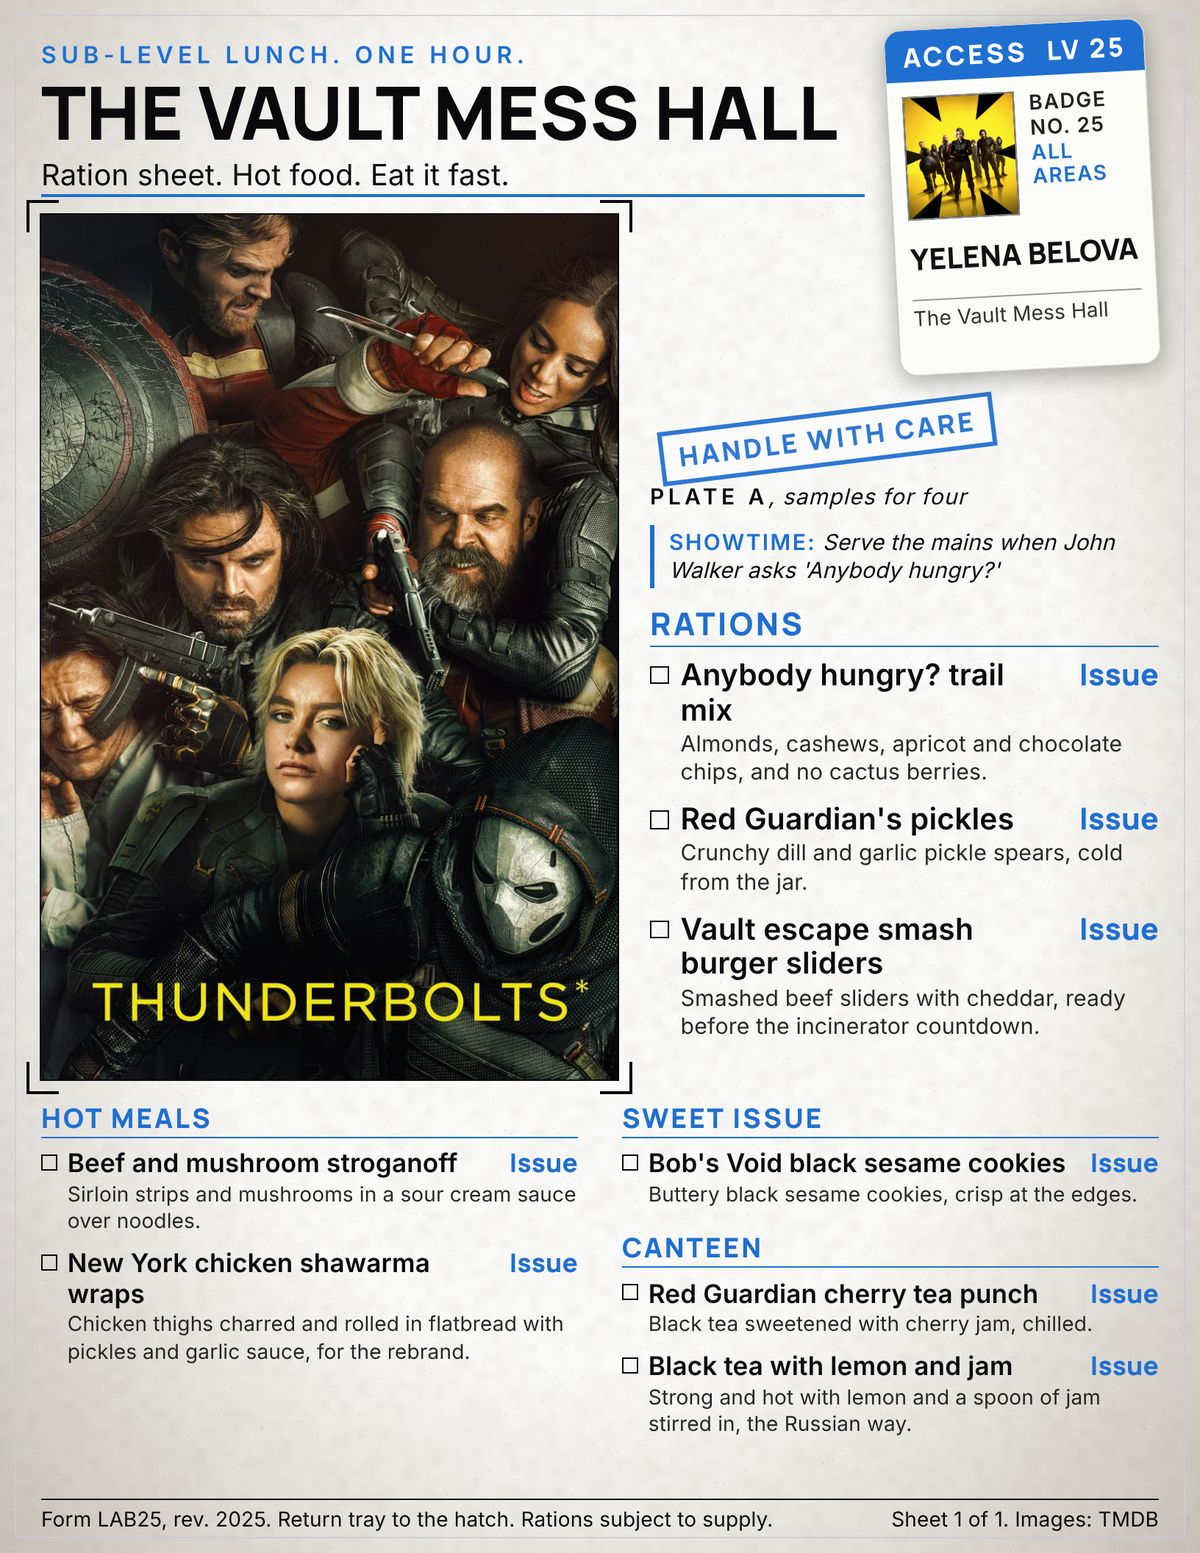 SUB-LEVEL LUNCH. ONE HOUR.
THE VAULT MESS HALL
Ration sheet. Hot food. Eat it fast.
ACCESS LV 25
BADGE
NO. 25
ALL
AREAS
YELENA BELOVA
The Vault Mess Hall
THUNDERBOLTS*
HANDLE WITH CARE
PLATE A, samples for four
SHOWTIME: Serve the mains when John
Walker asks 'Anybody hungry?'
RATIONS
Anybody hungry? trail Issue
mix
Almonds, cashews, apricot and chocolate
chips, and no cactus berries.
Red Guardian's pickles Issue
Crunchy dill and garlic pickle spears, cold
from the jar.
Vault escape smash Issue
burger sliders
Smashed beef sliders with cheddar, ready
before the incinerator countdown.
HOT MEALS
Beef and mushroom stroganoff Issue
Sirloin strips and mushrooms in a sour cream sauce
over noodles.
New York chicken shawarma Issue
wraps
Chicken thighs charred and rolled in flatbread with
pickles and garlic sauce, for the rebrand.
SWEET ISSUE
Bob's Void black sesame cookies Issue
Buttery black sesame cookies, crisp at the edges.
CANTEEN
Red Guardian cherry tea punch Issue
Black tea sweetened with cherry jam, chilled.
Black tea with lemon and jam Issue
Strong and hot with lemon and a spoon of jam
stirred in, the Russian way.
Form LAB25, rev. 2025. Return tray to the hatch. Rations subject to supply.
Sheet 1 of 1. Images: TMDB